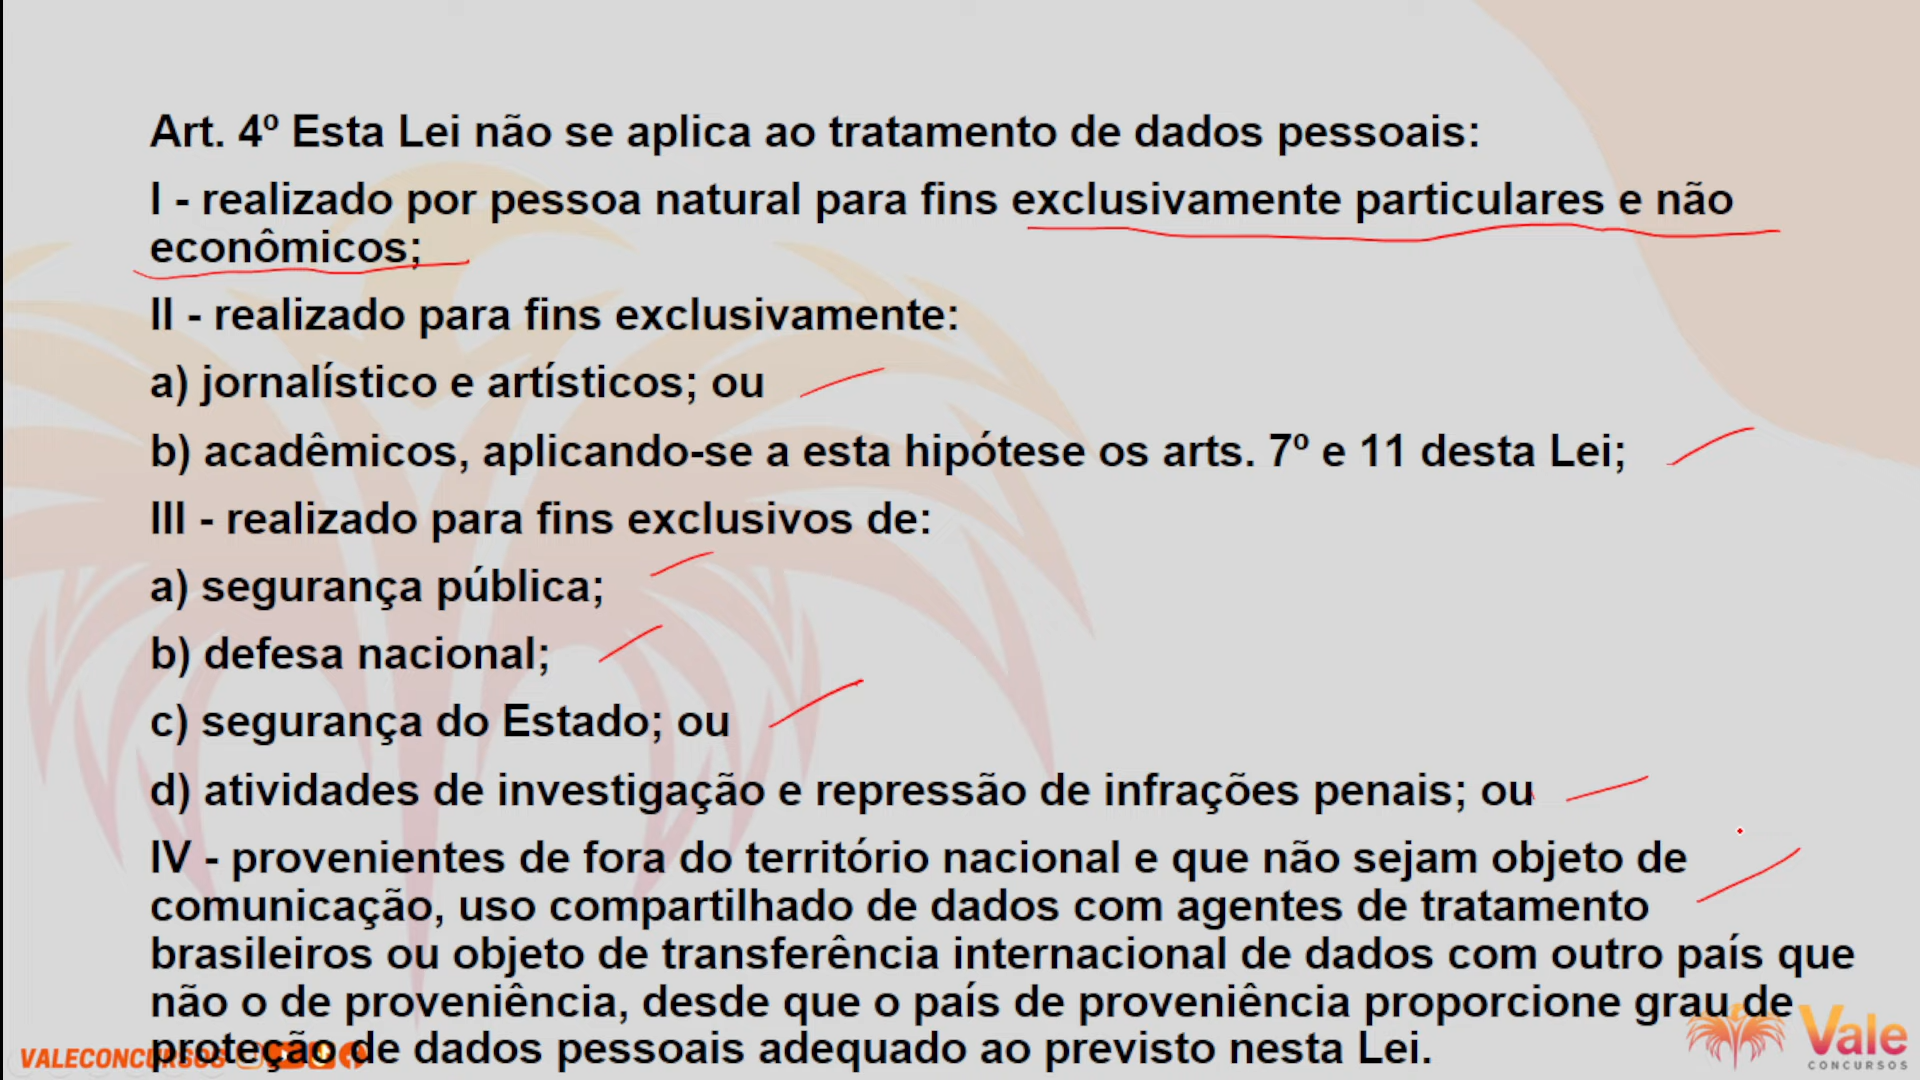 Art. 4º Esta Lei não se aplica ao tratamento de dados pessoais:
I - realizado por pessoa natural para fins exclusivamente particulares e não
econômicos;
II - realizado para fins exclusivamente:
a) jornalístico e artísticos; ou
b) acadêmicos, aplicando-se a esta hipótese os arts. 7º e 11 desta Lei;
III - realizado para fins exclusivos de:
a) segurança pública;
b) defesa nacional;
c) segurança do Estado; ou
d) atividades de investigação e repressão de infrações penais; ou
IV - provenientes de fora do território nacional e que não sejam objeto de
comunicação, uso compartilhado de dados com agentes de tratamento
brasileiros ou objeto de transferência internacional de dados com outro país que
não o de proveniência, desde que o país de proveniência proporcione grau de
proteção de dados pessoais adequado ao previsto nesta Lei.
VALECONCURSOS
Vale
CONCURSOS